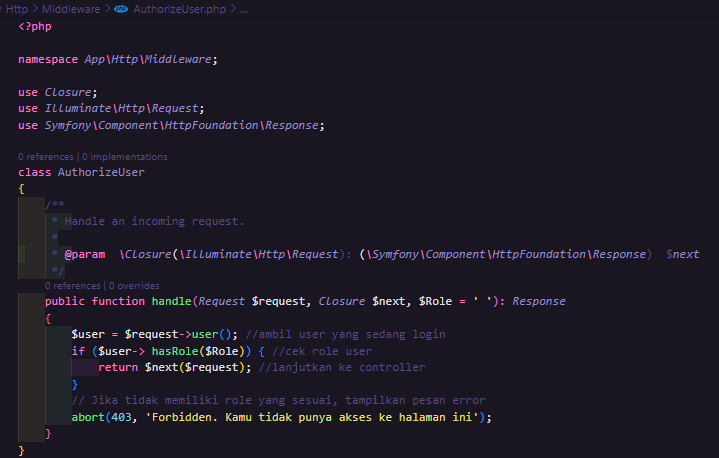 Http > Middleware > AuthorizeUser.php > ...
<?php
namespace App\Http\Middleware;
use Closure;
use Illuminate\Http\Request;
use Symfony\Component\HttpFoundation\Response;
0 references | 0 implementations
class AuthorizeUser
{
/**
* Handle an incoming request.
*
* @param  \Closure(\Illuminate\Http\Request): (\Symfony\Component\HttpFoundation\Response)  $next
*/
0 references | 0 overrides
public function handle(Request $request, Closure $next, $Role = ' '): Response
{
$user = $request->user(); //ambil user yang sedang login
if ($user-> hasRole($Role)) { //cek role user
return $next($request); //lanjutkan ke controller
}
// Jika tidak memiliki role yang sesuai, tampilkan pesan error
abort(403, 'Forbidden. Kamu tidak punya akses ke halaman ini');
}
}